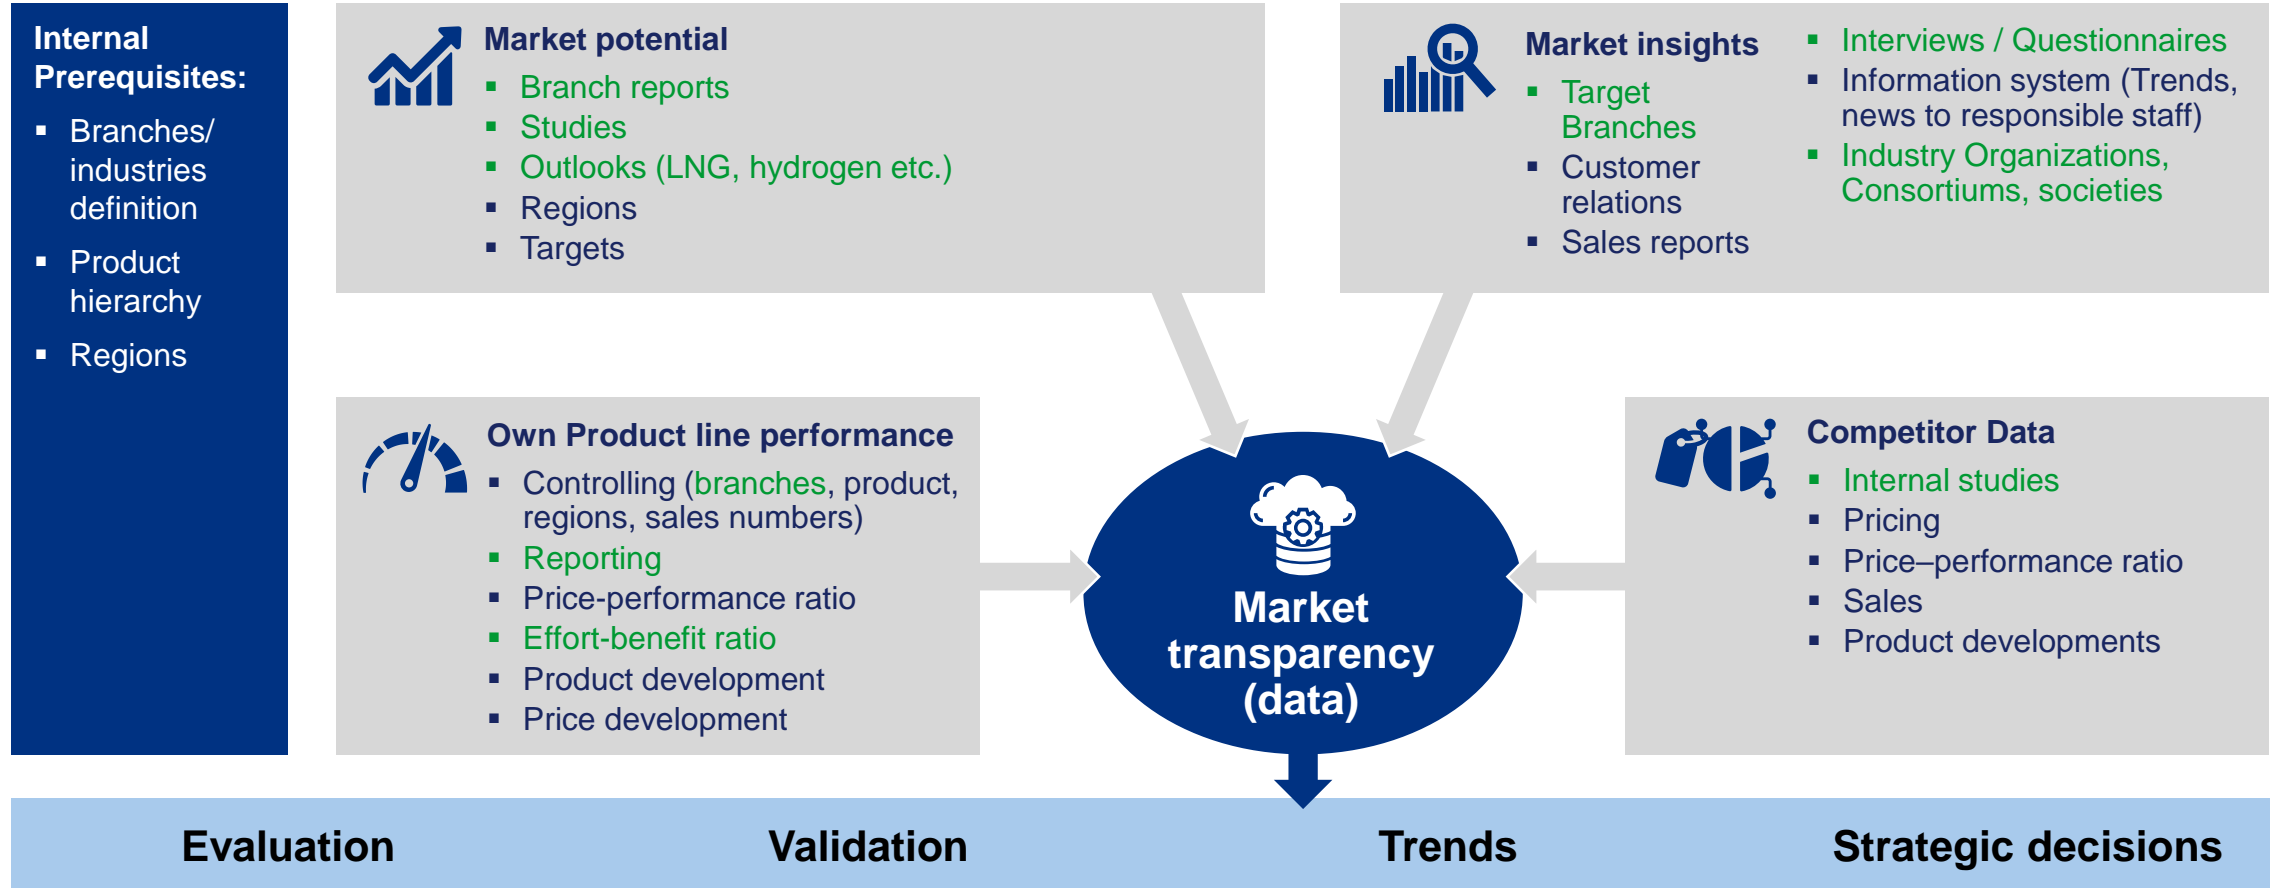 Internal
Prerequisites:
▪ Branches/
industries
definition
▪ Product
hierarchy
▪ Regions
Market potential
▪ Branch reports
▪ Studies
▪ Outlooks (LNG, hydrogen etc.)
▪ Regions
▪ Targets
Market insights
▪ Target
Branches
▪ Customer
relations
▪ Sales reports
▪ Interviews / Questionnaires
▪ Information system (Trends,
news to responsible staff)
▪ Industry Organizations,
Consortiums, societies
Own Product line performance
▪ Controlling (branches, product,
regions, sales numbers)
▪ Reporting
▪ Price-performance ratio
▪ Effort-benefit ratio
▪ Product development
▪ Price development
Market
transparency
(data)
Competitor Data
▪ Internal studies
▪ Pricing
▪ Price–performance ratio
▪ Sales
▪ Product developments
Evaluation
Validation
Trends
Strategic decisions